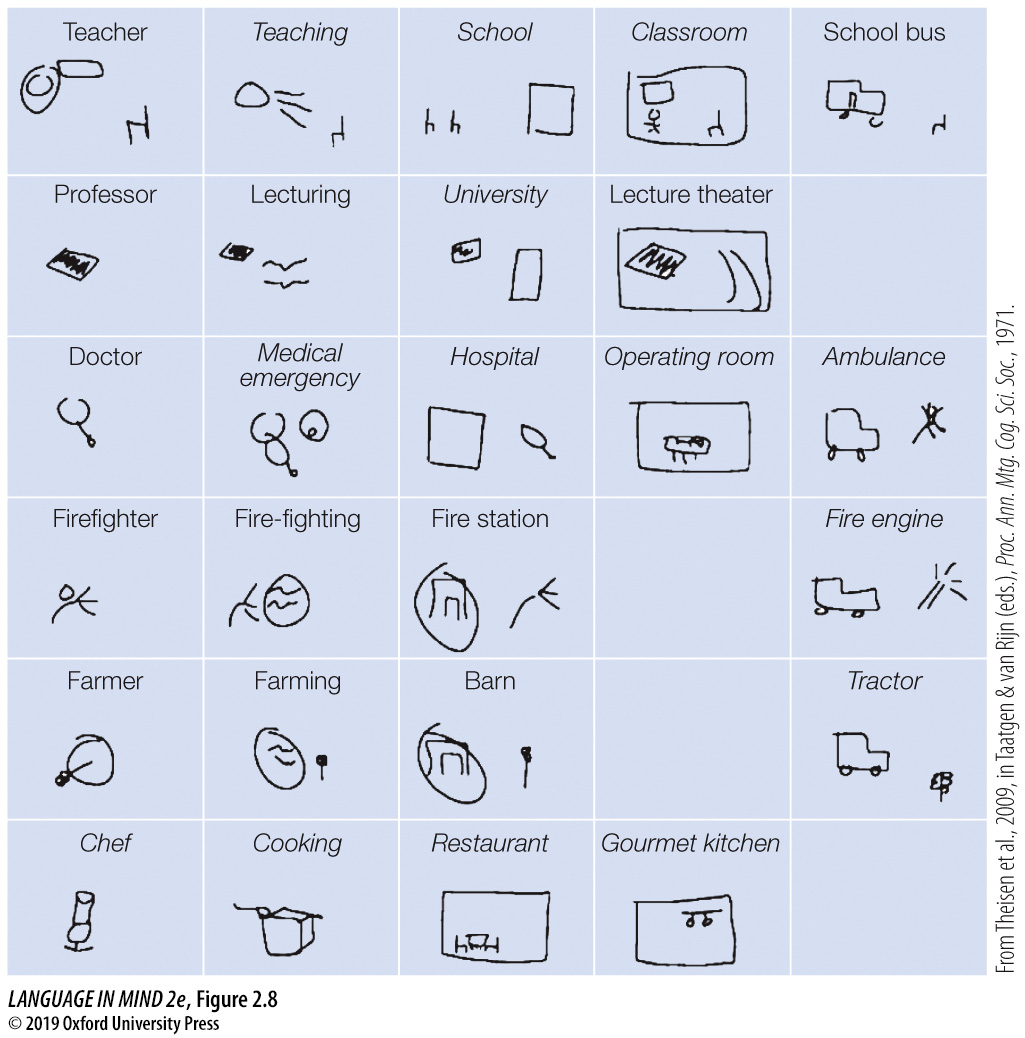 Teacher
Teaching
School
Classroom
School bus
Professor
Lecturing
University
Lecture theater
Doctor
Medical
emergency
Hospital
Operating room
Ambulance
Firefighter
Fire-fighting
Fire station
Fire engine
Farmer
Farming
Barn
Tractor
Chef
Cooking
Restaurant
Gourmet kitchen
From Theisen et al., 2009, in Taatgen & van Rijn (eds.), Proc. Ann. Mtg. Cog. Sci. Soc., 1971.
LANGUAGE IN MIND 2e, Figure 2.8
© 2019 Oxford University Press